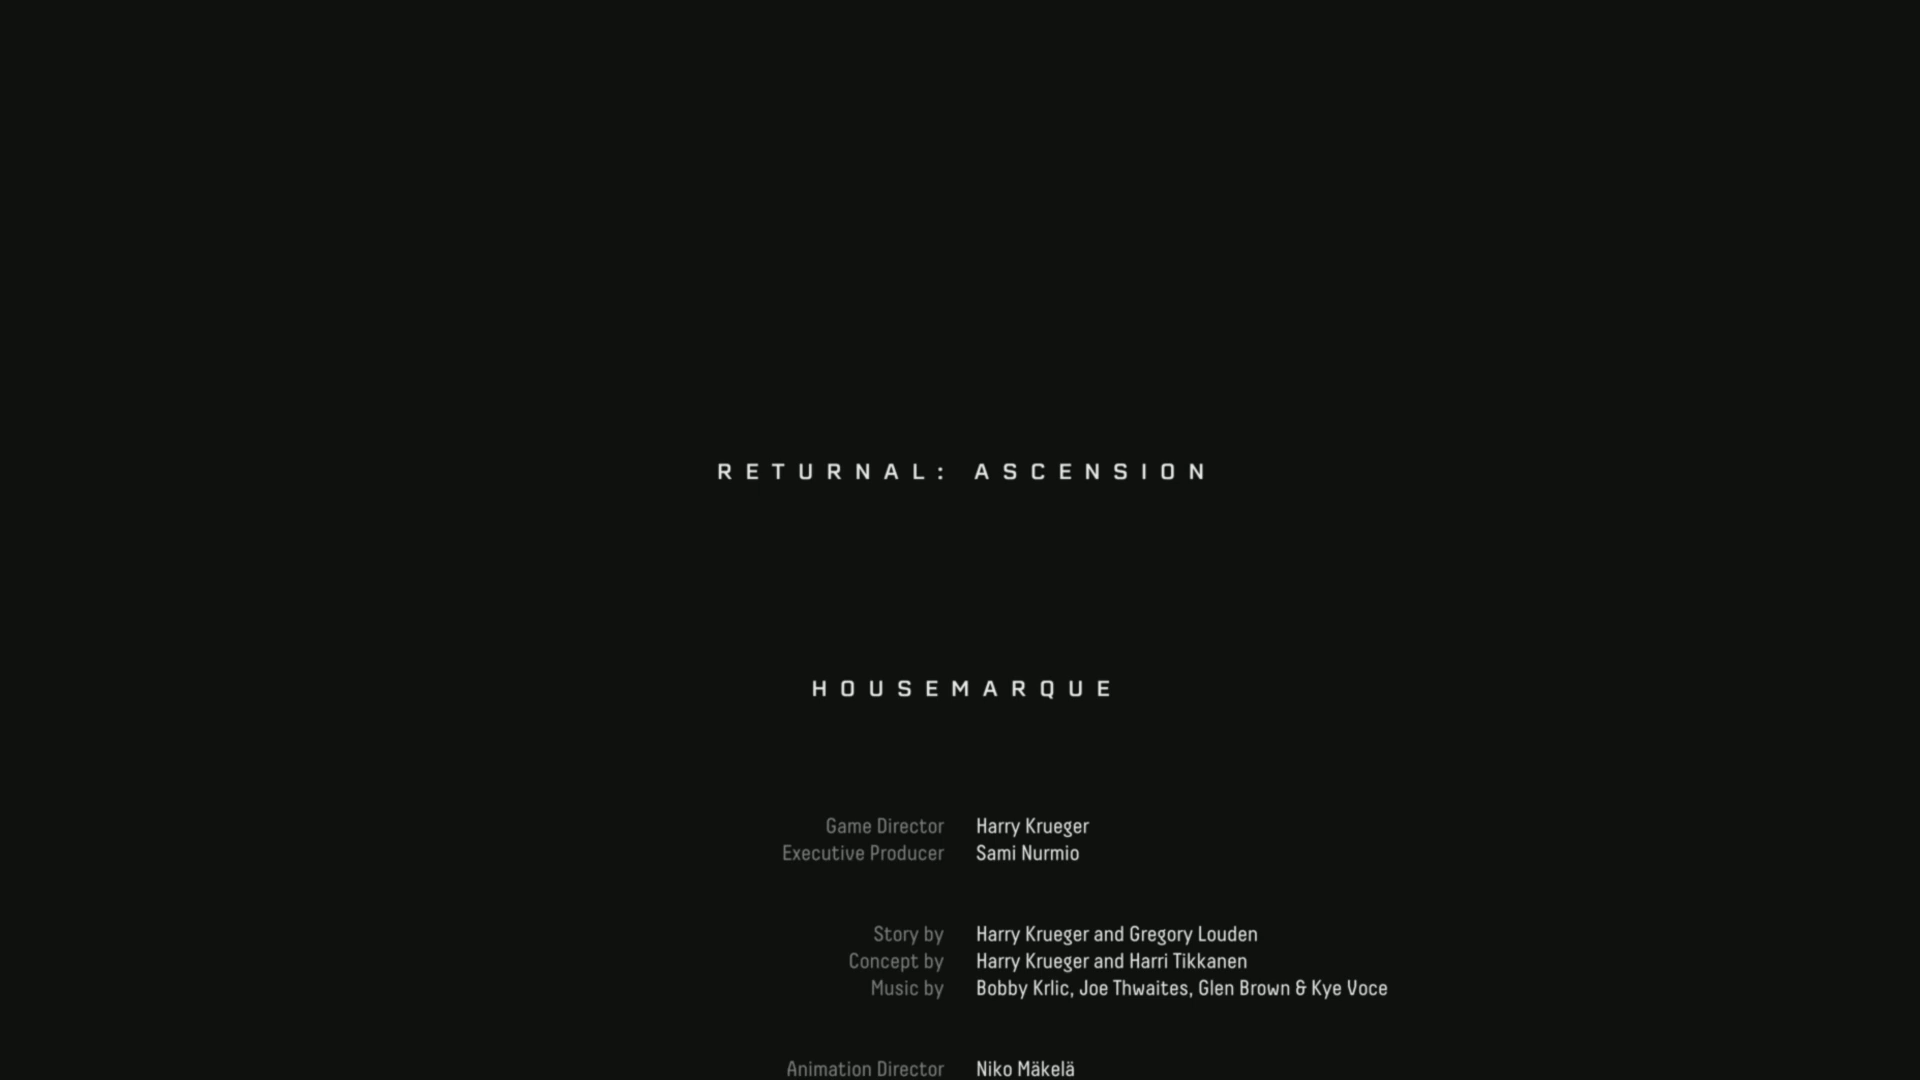 RETURNAL: ASCENSION
HOUSEMARQUE
Game Director Harry Krueger
Executive Producer Sami Nurmio
Story by Harry Krueger and Gregory Louden
Concept by Harry Krueger and Harri Tikkanen
Music by Bobby Krlic, Joe Thwaites, Glen Brown & Kye Voce
Animation Director Niko Mäkelä